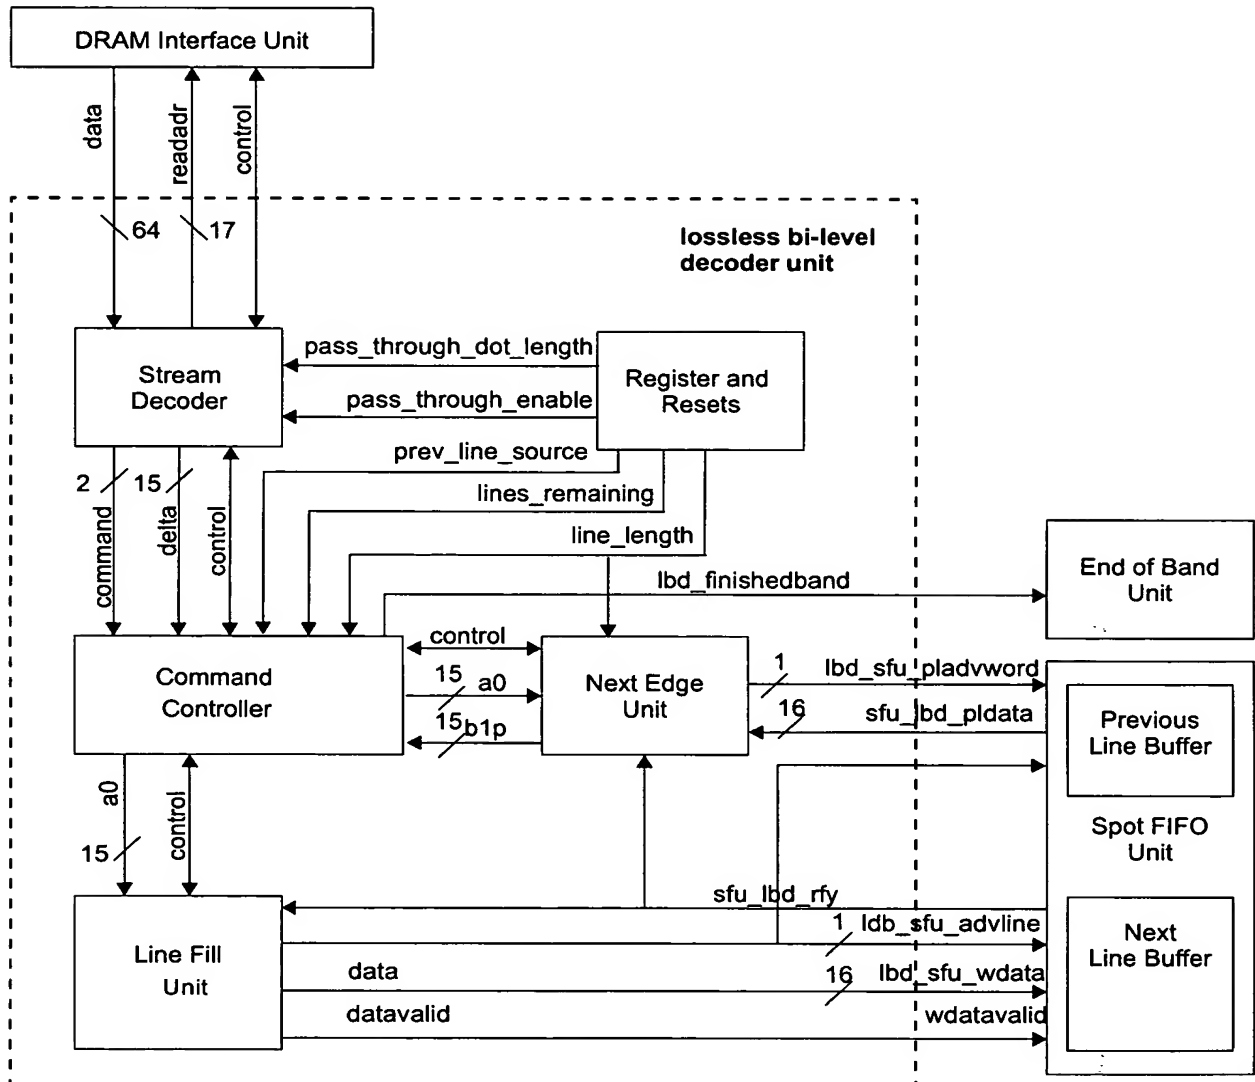 DRAM Interface Unit
data
readadr
control
64
17
lossless bi-level
decoder unit
pass_through_dot_length
Stream
Decoder
Register and
Resets
pass_through_enable
prev_line_source
2
15
lines_remaining
command
delta
control
line_length
lbd_finishedband
End of Band
Unit
control
Command
Controller
15
a0
Next Edge
Unit
1
lbd_sfu_pladvword
15
b1p
16
sfu_lbd_pldata
Previous
Line Buffer
a0
control
15
Spot FIFO
Unit
sfu_lbd_rfy
1
ldb_sfu_advline
Line Fill
Unit
Next
Line Buffer
data
16
lbd_sfu_wdata
datavalid
wdatavalid